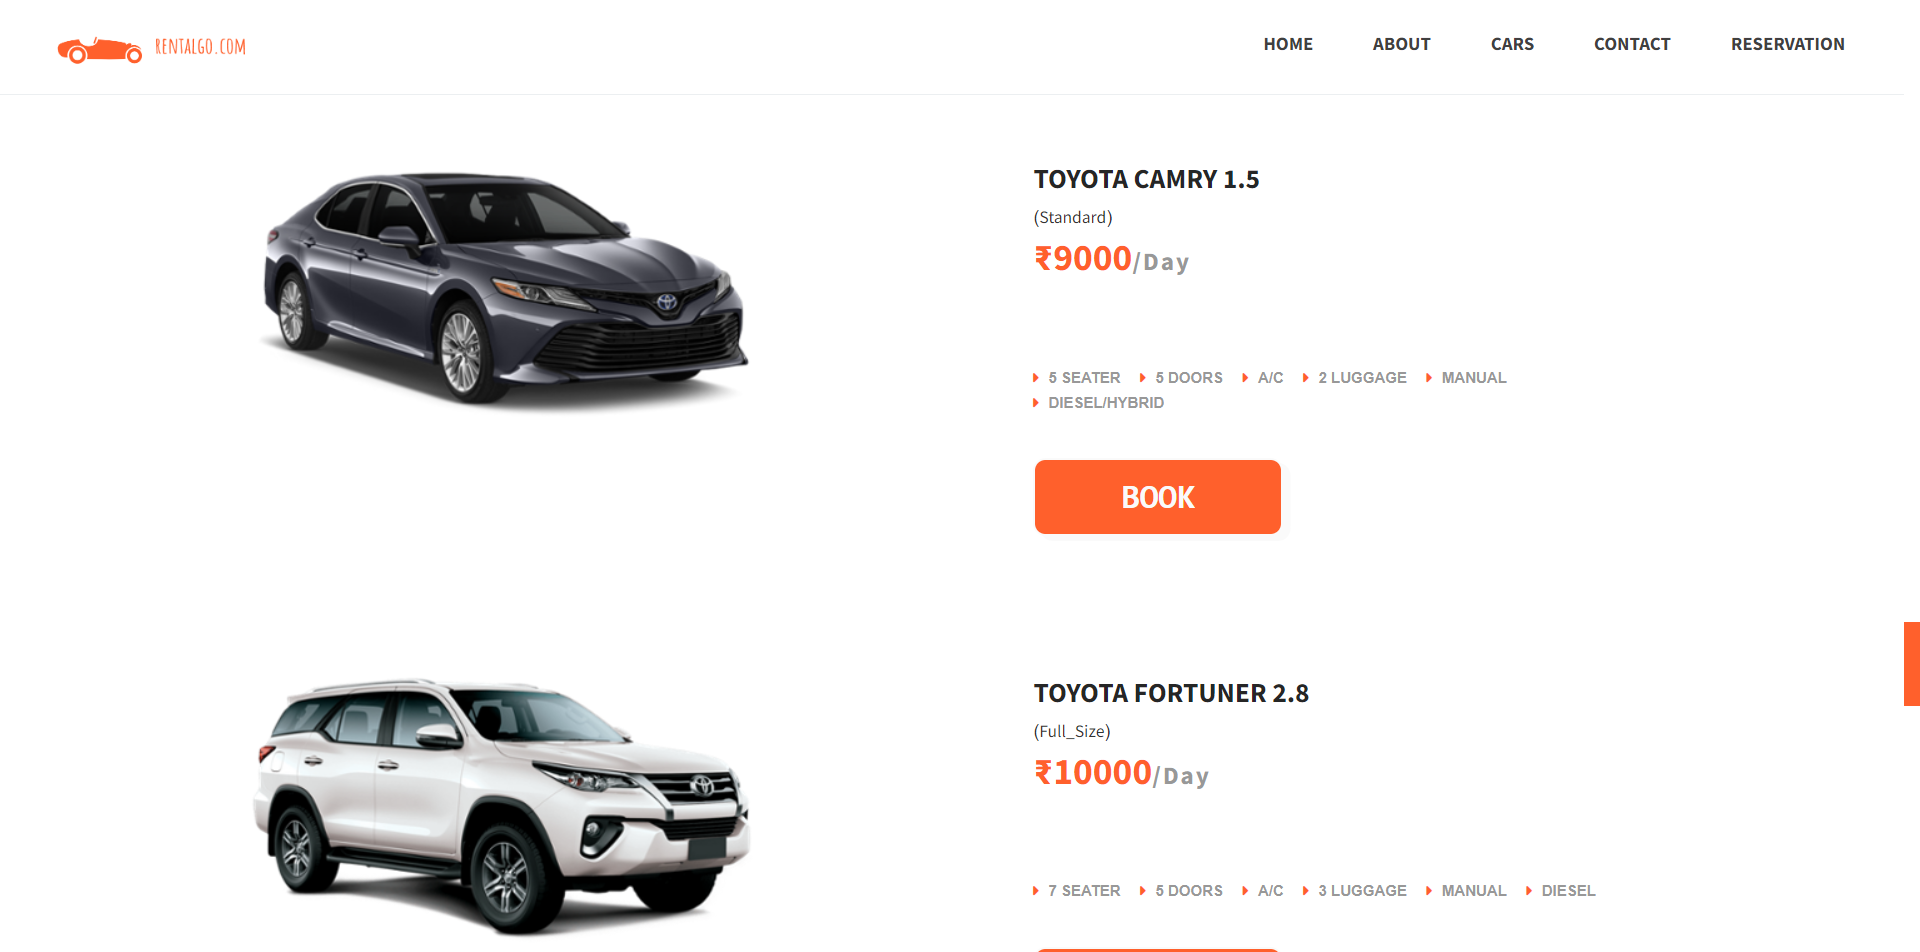 RENTALGO.COM
HOME ABOUT CARS CONTACT RESERVATION
TOYOTA CAMRY 1.5
(Standard)
₹9000/Day
5 SEATER 5 DOORS A/C 2 LUGGAGE MANUAL
DIESEL/HYBRID
BOOK
TOYOTA FORTUNER 2.8
(Full_Size)
₹10000/Day
7 SEATER 5 DOORS A/C 3 LUGGAGE MANUAL DIESEL